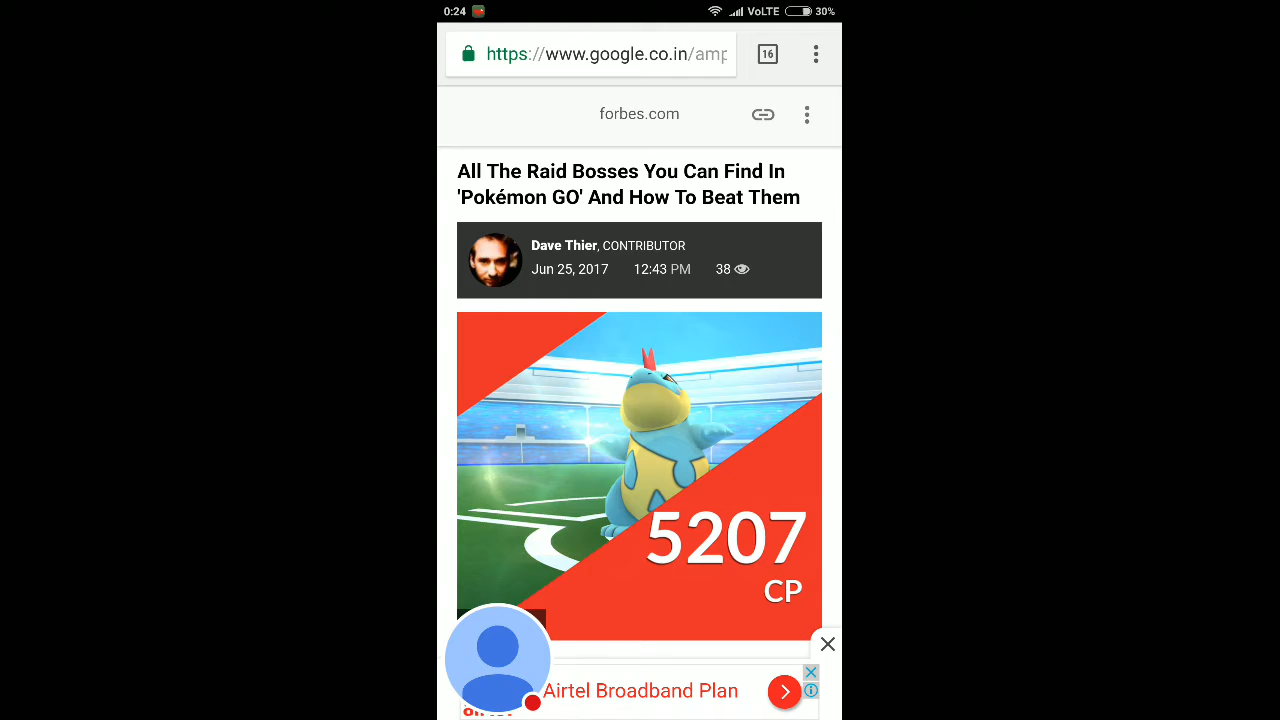 0:24 VoLTE 30%
https://www.google.co.in/amp 16
forbes.com
All The Raid Bosses You Can Find In
'Pokémon GO' And How To Beat Them
Dave Thier, CONTRIBUTOR
Jun 25, 2017 12:43 PM 38
5207
CP
Airtel Broadband Plan